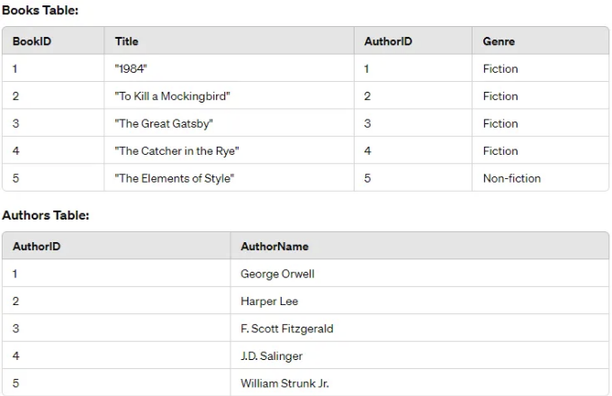 Books Table:
BookID Title AuthorID Genre
1 "1984" 1 Fiction
2 "To Kill a Mockingbird" 2 Fiction
3 "The Great Gatsby" 3 Fiction
4 "The Catcher in the Rye" 4 Fiction
5 "The Elements of Style" 5 Non-fiction
Authors Table:
AuthorID AuthorName
1 George Orwell
2 Harper Lee
3 F. Scott Fitzgerald
4 J.D. Salinger
5 William Strunk Jr.